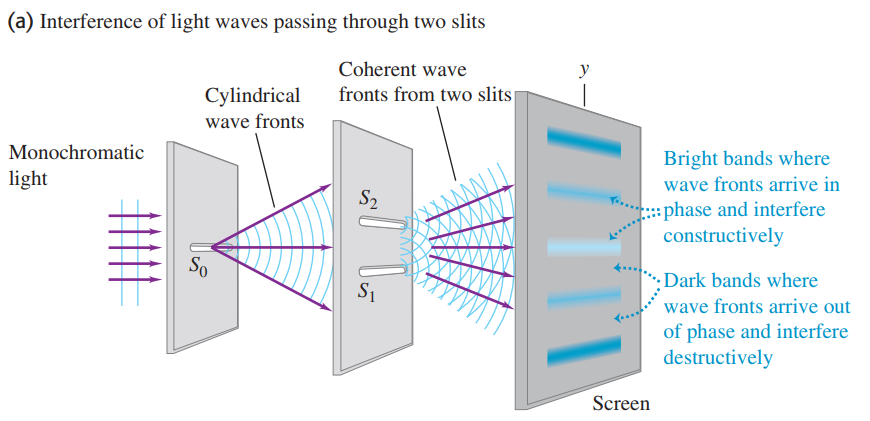 (a) Interference of light waves passing through two slits
Coherent wave
fronts from two slits
y
Cylindrical
wave fronts
Monochromatic
light
S0
S2
S1
Bright bands where
wave fronts arrive in
phase and interfere
constructively
Dark bands where
wave fronts arrive out
of phase and interfere
destructively
Screen